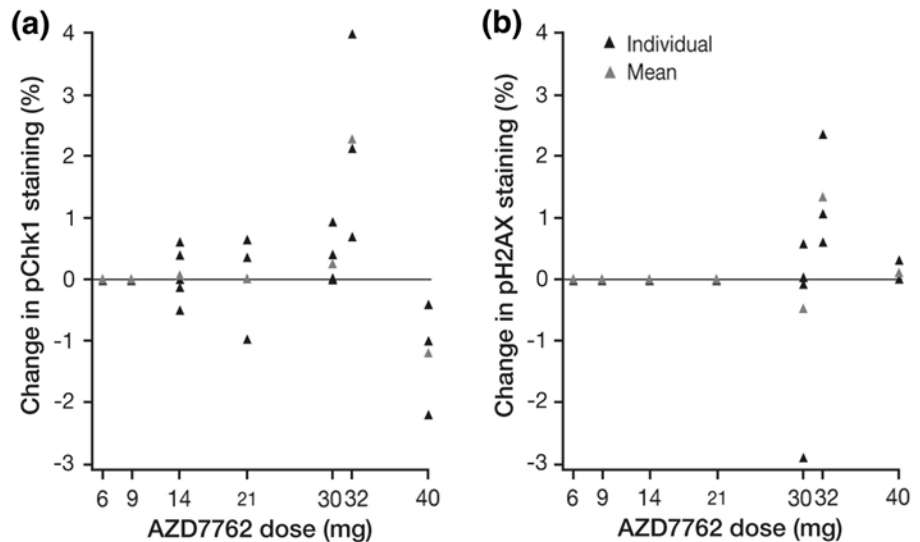 (a)
Change in pChk1 staining (%)
4
3
2
1
0
-1
-2
-3
6 9 14 21 30 32 40
AZD7762 dose (mg)
(b)
Individual
Mean
Change in pH2AX staining (%)
4
3
2
1
0
-1
-2
-3
6 9 14 21 30 32 40
AZD7762 dose (mg)